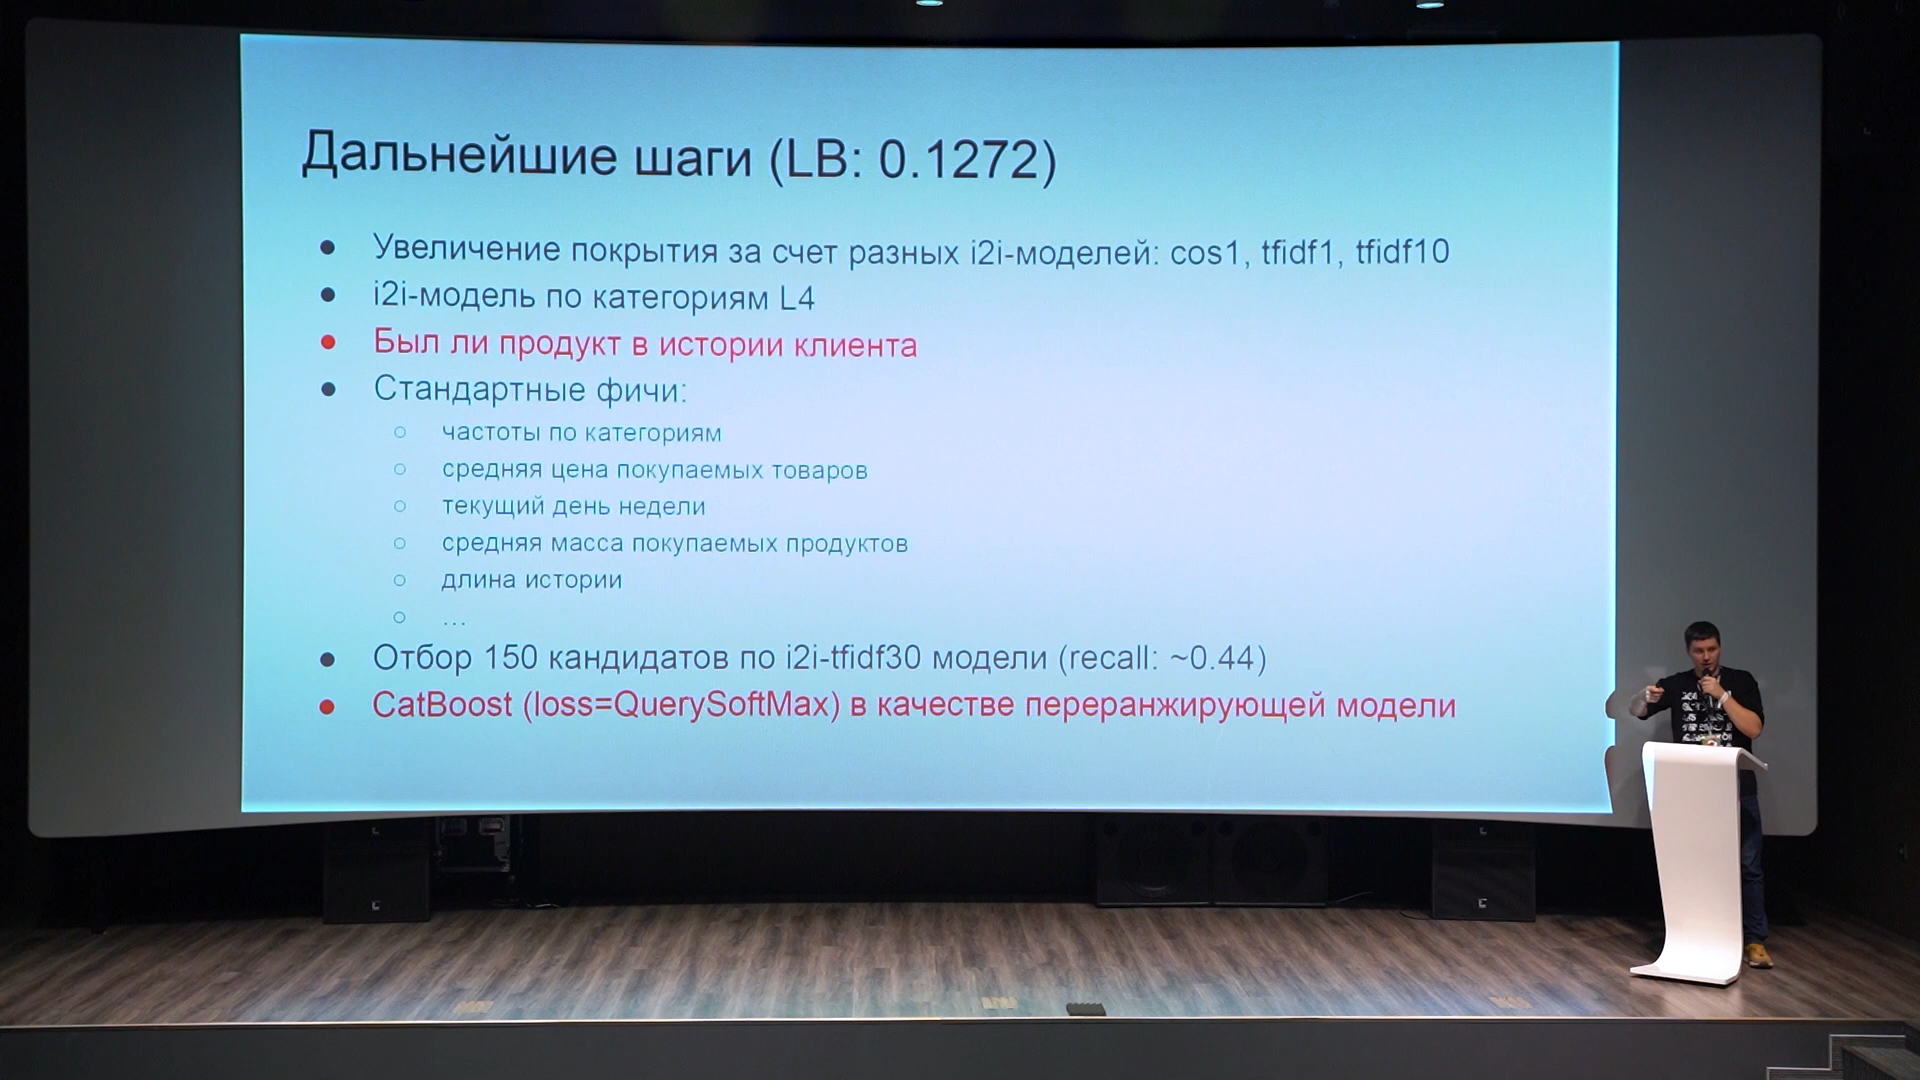 Дальнейшие шаги (LB: 0.1272)
● Увеличение покрытия за счет разных i2i-моделей: cos1, tfidf1, tfidf10
● i2i-модель по категориям L4
● Был ли продукт в истории клиента
● Стандартные фичи:
○ частоты по категориям
○ средняя цена покупаемых товаров
○ текущий день недели
○ средняя масса покупаемых продуктов
○ длина истории
○ ...
● Отбор 150 кандидатов по i2i-tfidf30 модели (recall: ~0.44)
● CatBoost (loss=QuerySoftMax) в качестве переранжирующей модели